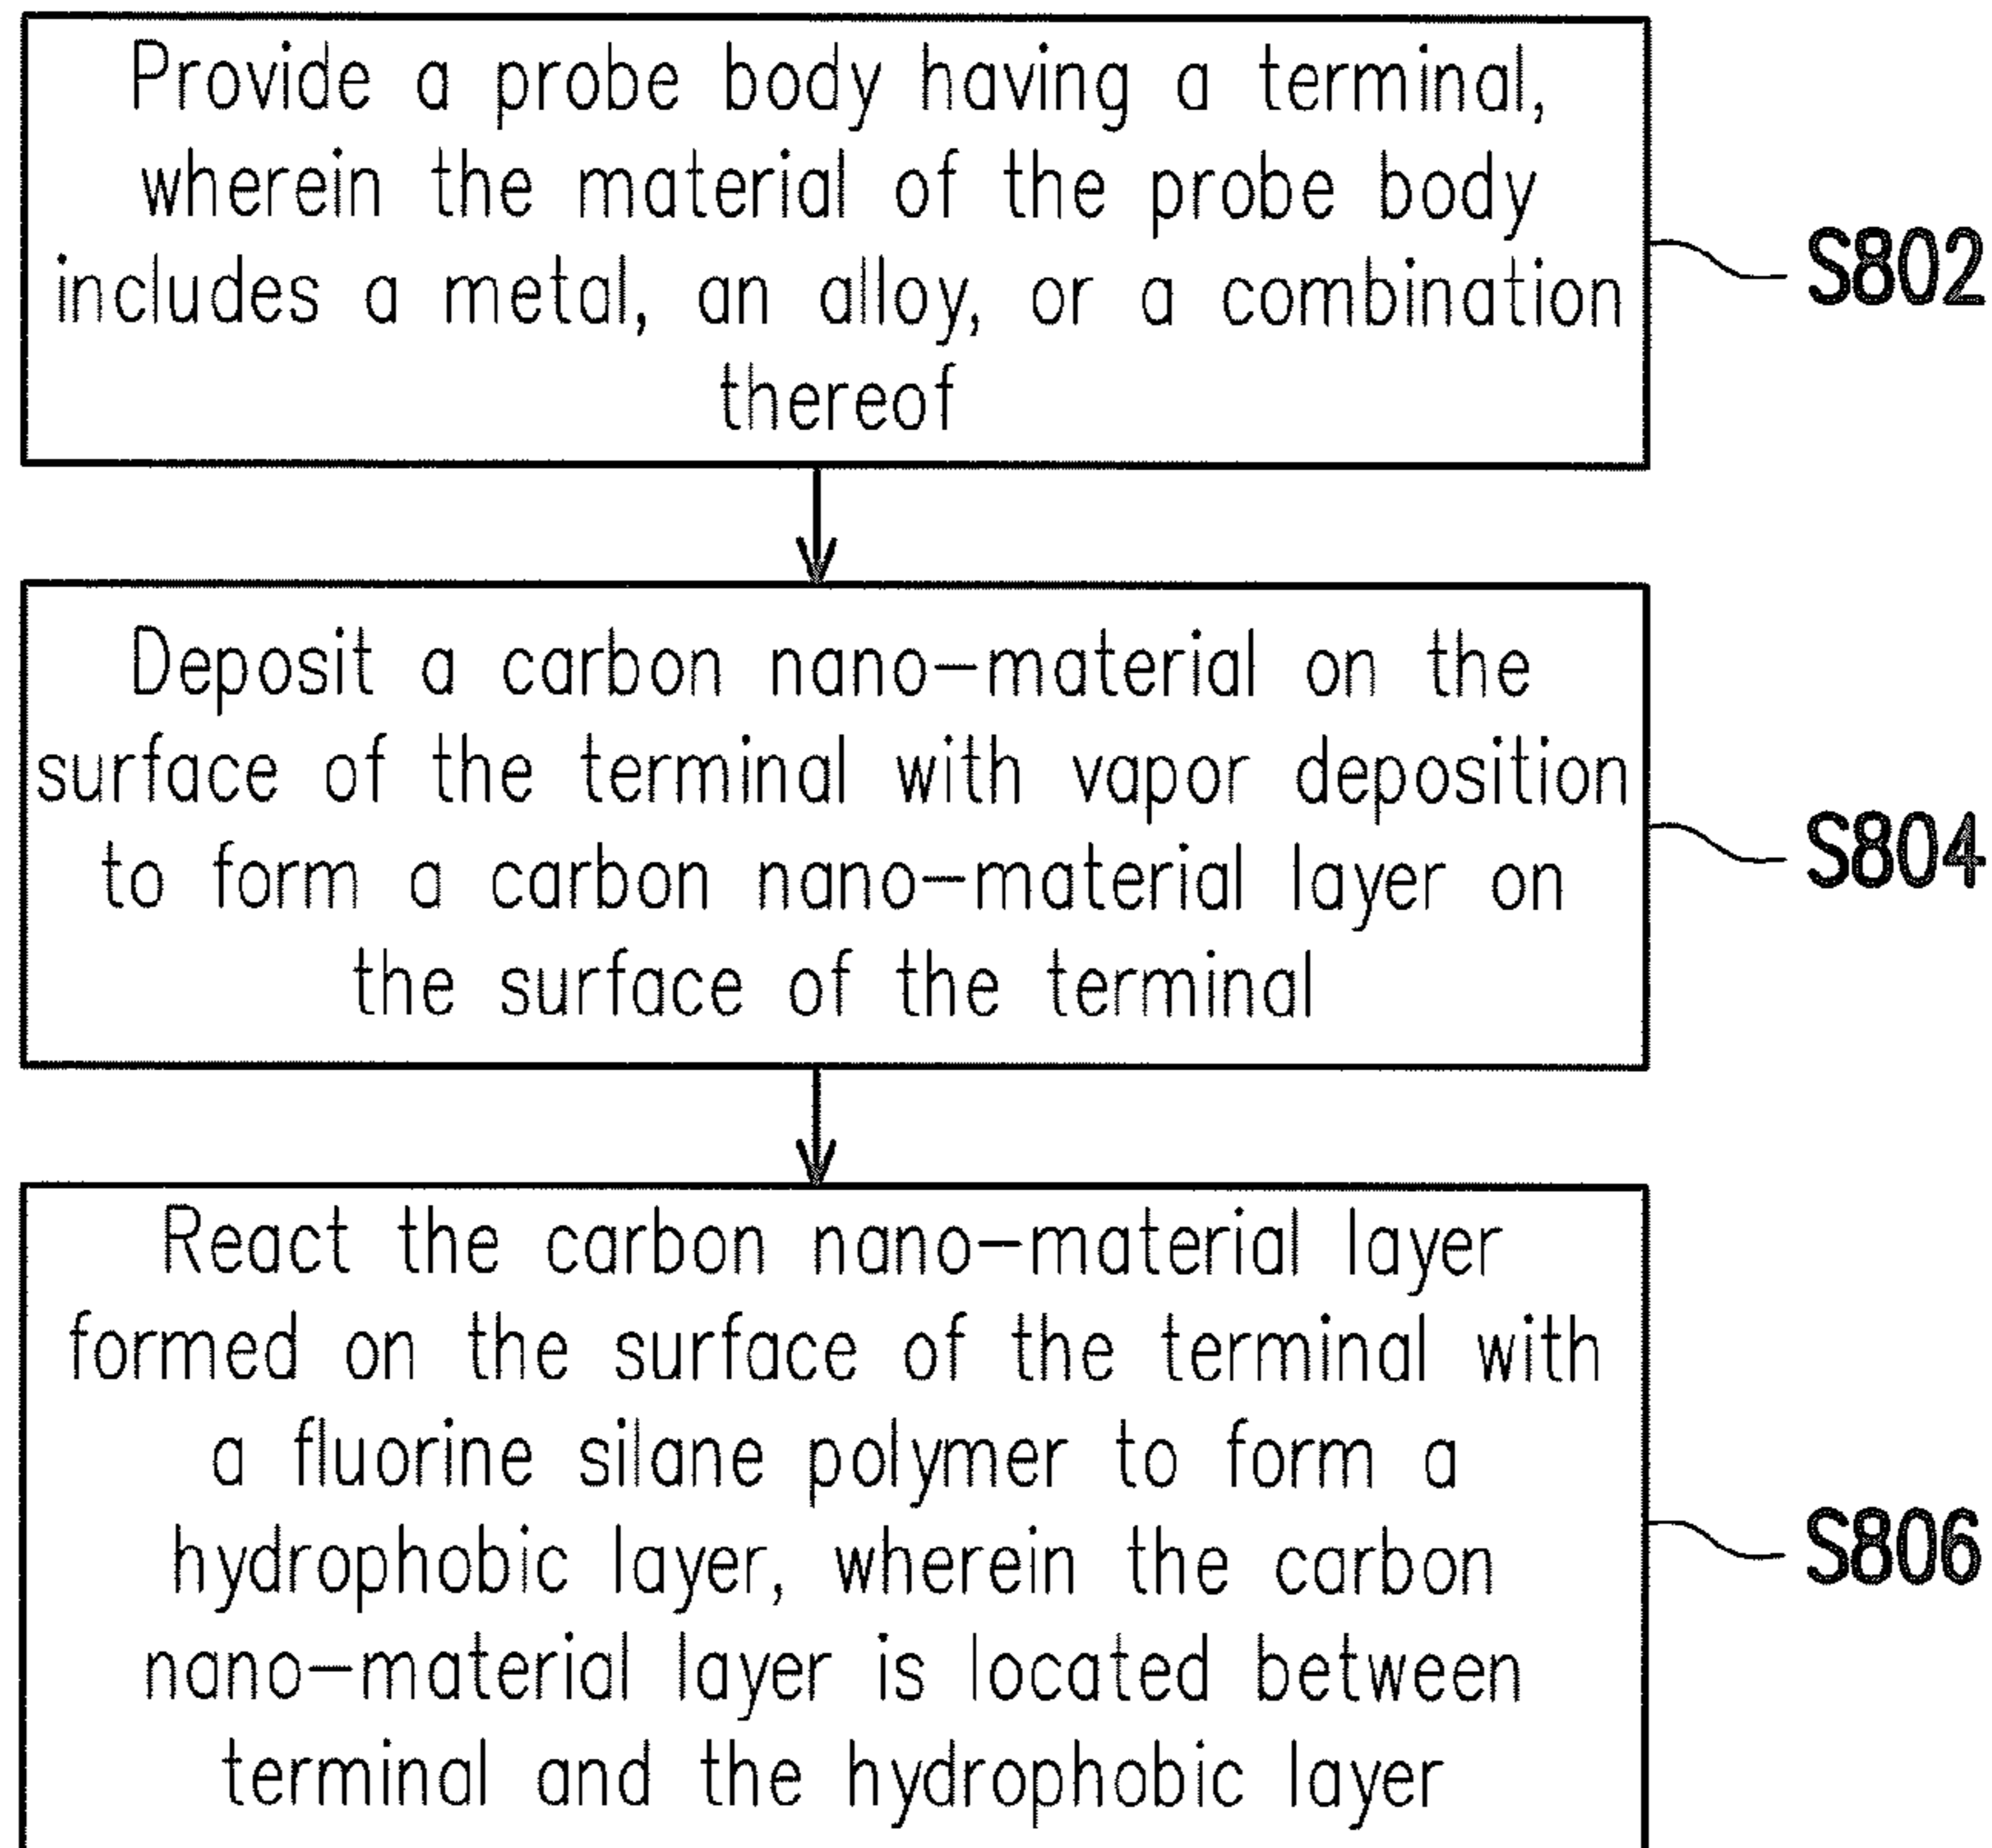 Provide a probe body having a terminal,
wherein the material of the probe body
includes a metal, an alloy, or a combination
thereof
S802
Deposit a carbon nano-material on the
surface of the terminal with vapor deposition
to form a carbon nano-material layer on
the surface of the terminal
S804
React the carbon nano-material layer
formed on the surface of the terminal with
a fluorine silane polymer to form a
hydrophobic layer, wherein the carbon
nano-material layer is located between
terminal and the hydrophobic layer
S806